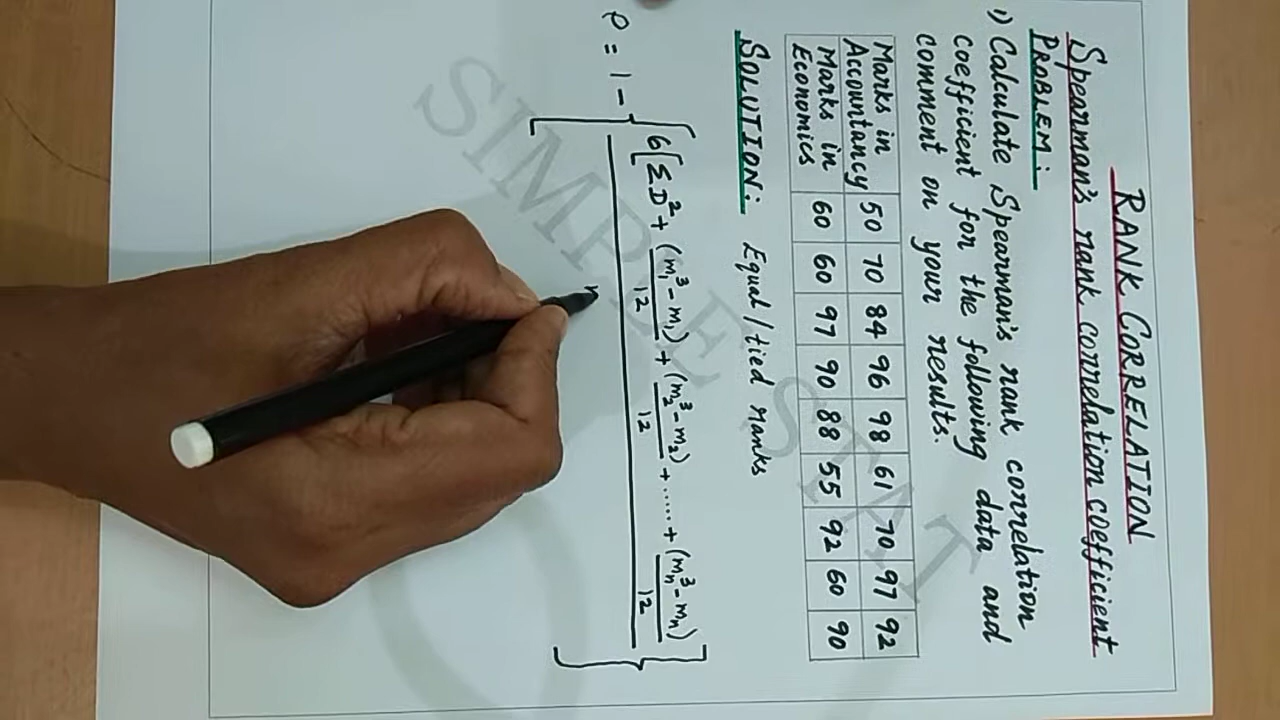 RANK CORRELATION
Spearman's rank correlation coefficient
PROBLEM:
1) Calculate Spearman's rank correlation
coefficient for the following data and
comment on your results.
Marks in Accountancy 50 70 84 96 98 61 70 97 92
Marks in Economics 60 60 97 90 88 55 92 60 90
SOLUTION: Equal/tied ranks
ρ = 1 - { 6[ΣD² + (m₁³ - m₁)/12 + (m₂³ - m₂)/12 + ..... + (mₙ³ - mₙ)/12] }
SIMPLE STAT